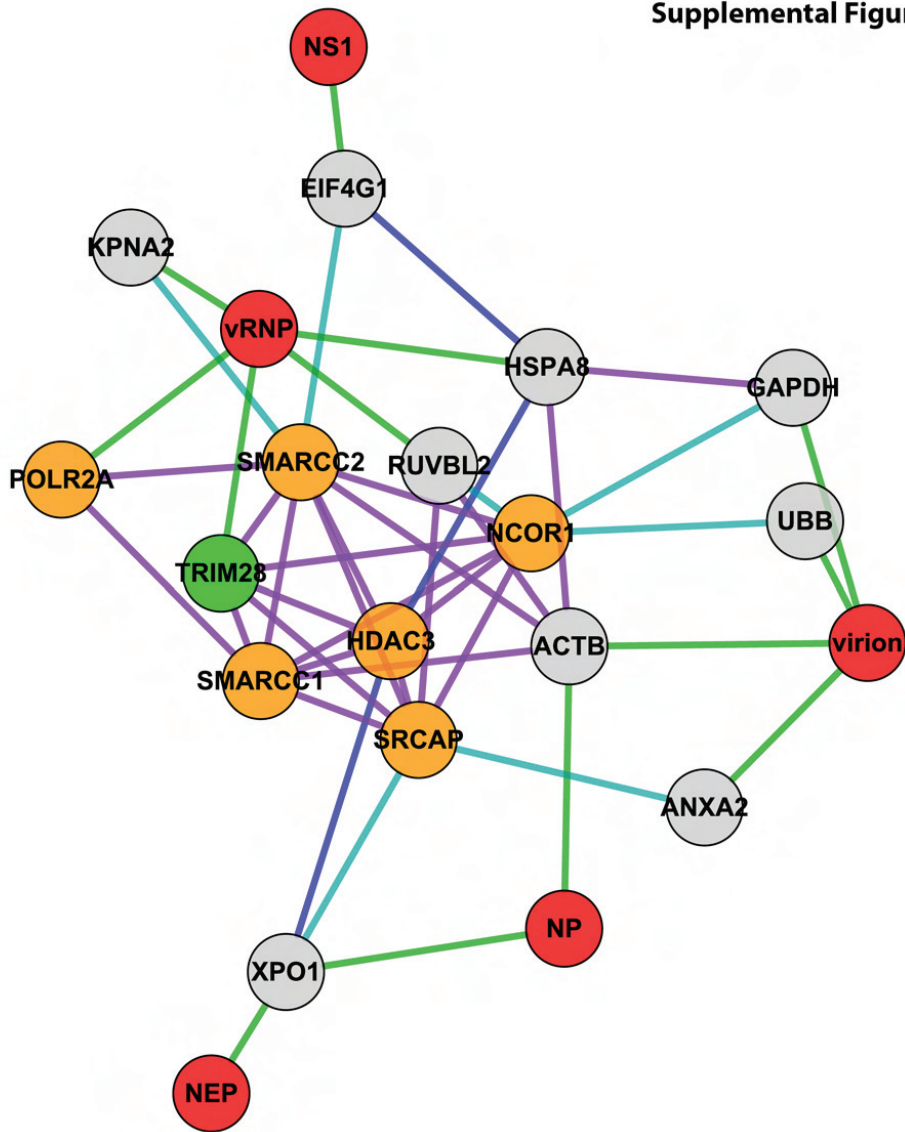 Supplemental Figur
NS1
EIF4G1
KPNA2
vRNP
HSPA8
GAPDH
SMARCC2
RUVBL2
POLR2A
UBB
NCOR1
TRIM28
HDAC3
ACTB
virion
SMARCC1
SRCAP
ANXA2
NP
XPO1
NEP